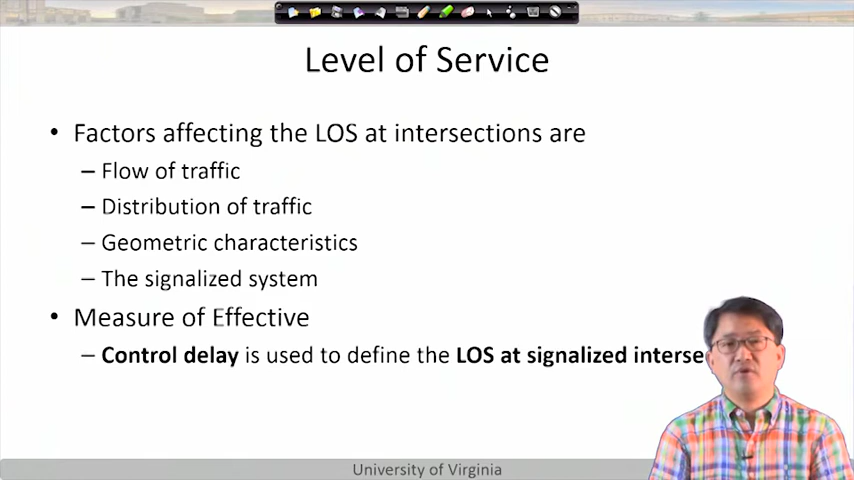 Level of Service
• Factors affecting the LOS at intersections are
– Flow of traffic
– Distribution of traffic
– Geometric characteristics
– The signalized system
• Measure of Effective
– Control delay is used to define the LOS at signalized interse
University of Virginia